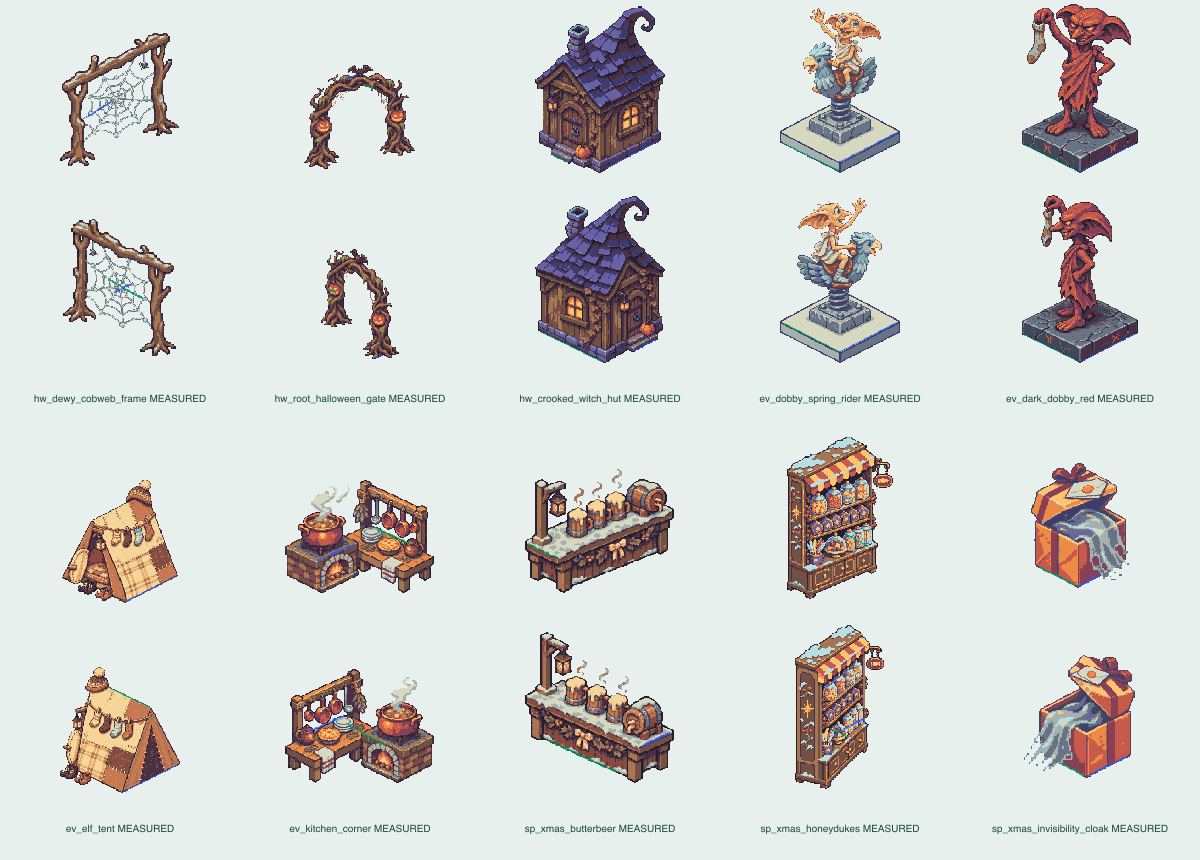 hw_dewy_cobweb_frame MEASURED
hw_root_halloween_gate MEASURED
hw_crooked_witch_hut MEASURED
ev_dobby_spring_rider MEASURED
ev_dark_dobby_red MEASURED
ev_elf_tent MEASURED
ev_kitchen_corner MEASURED
sp_xmas_butterbeer MEASURED
sp_xmas_honeydukes MEASURED
sp_xmas_invisibility_cloak MEASURED